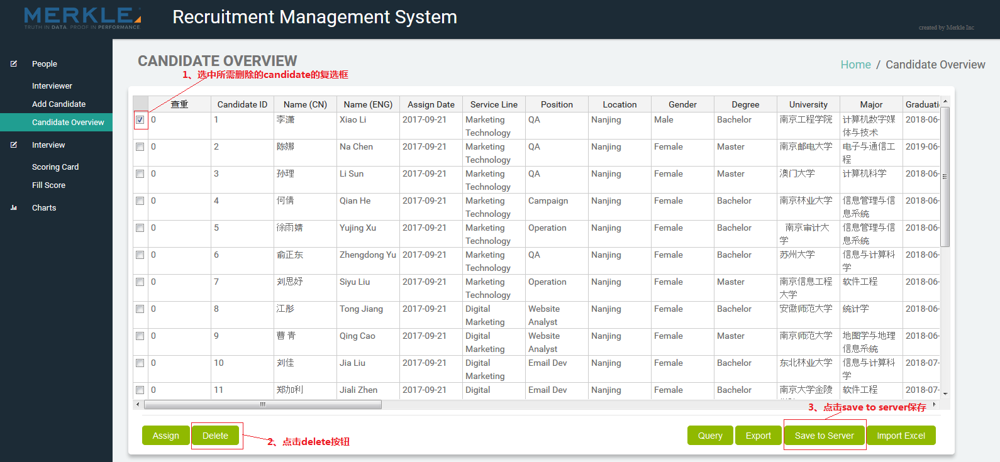 MERKLE
TRUTH IN DATA. PROOF IN PERFORMANCE.
Recruitment Management System
created by Merkle Inc
People
Interviewer
Add Candidate
Candidate Overview
Interview
Scoring Card
Fill Score
Charts
CANDIDATE OVERVIEW
Home / Candidate Overview
1、选中所需删除的candidate的复选框
查重 Candidate ID Name (CN) Name (ENG) Assign Date Service Line Position Location Gender Degree University Major Graduati
0 1 李潇 Xiao Li 2017-09-21 Marketing QA Nanjing Male Bachelor 南京工程学院 计算机数字媒 2018-06-
Technology 体与技术
0 2 陈娜 Na Chen 2017-09-21 Marketing QA Nanjing Female Master 南京邮电大学 电子与通信工 2019-06-
Technology 程
0 3 孙理 Li Sun 2017-09-21 Marketing QA Nanjing Female Master 澳门大学 计算机科学 2018-06-
Technology
0 4 何倩 Qian He 2017-09-21 Marketing Campaign Nanjing Female Bachelor 南京林业大学 信息管理与信 2018-06-
Technology 息系统
0 5 徐雨婧 Yujing Xu 2017-09-21 Marketing Operation Nanjing Female Bachelor 南京审计大 信息管理与信 2018-06-
Technology 学 息系统
0 6 俞正东 Zhengdong Yu 2017-09-21 Marketing QA Nanjing Female Bachelor 苏州大学 信息与计算科 2018-06-
Technology 学
0 7 刘思妤 Siyu Liu 2017-09-21 Marketing Operation Nanjing Female Master 南京信息工程 软件工程 2018-06-
Technology 大学
0 8 江彤 Tong Jiang 2017-09-21 Digital Website Nanjing Female Bachelor 安徽师范大学 统计学 2018-06-
Marketing Analyst
0 9 曹 青 Qing Cao 2017-09-21 Digital Website Nanjing Female Master 南京师范大学 地图学与地理 2018-06-
Marketing Analyst 信息系统
0 10 刘佳 Jia Liu 2017-09-21 Digital Email Dev Nanjing Female Bachelor 东北林业大学 信息与计算科 2018-07-
Marketing 学
0 11 郑加利 Jiali Zhen 2017-09-21 Digital Email Dev Nanjing Female Bachelor 南京大学金陵 软件工程 2018-07-
3、点击save to server保存
Assign Delete Query Export Save to Server Import Excel
2、点击delete按钮